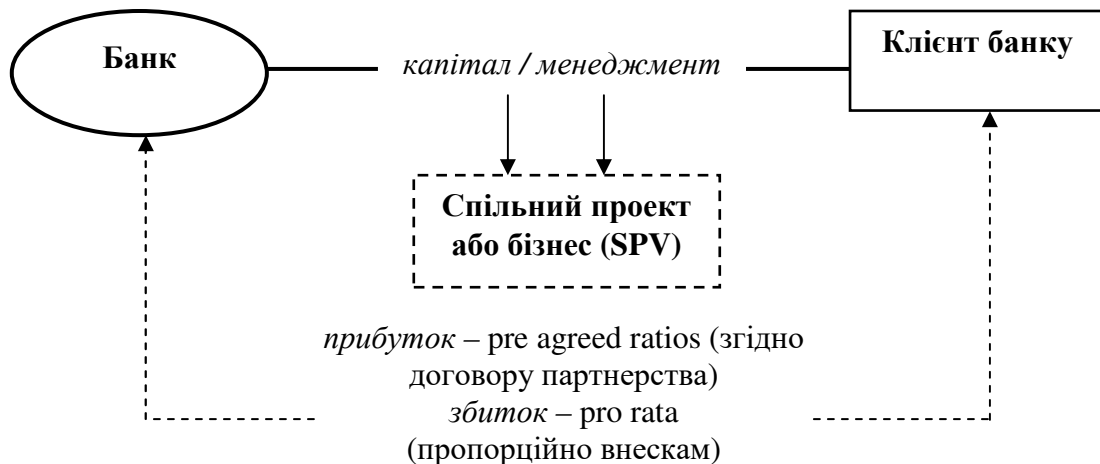 Банк
капітал / менеджмент
Клієнт банку
Спільний проект
або бізнес (SPV)
прибуток – pre agreed ratios (згідно
договору партнерства)
збиток – pro rata
(пропорційно внескам)